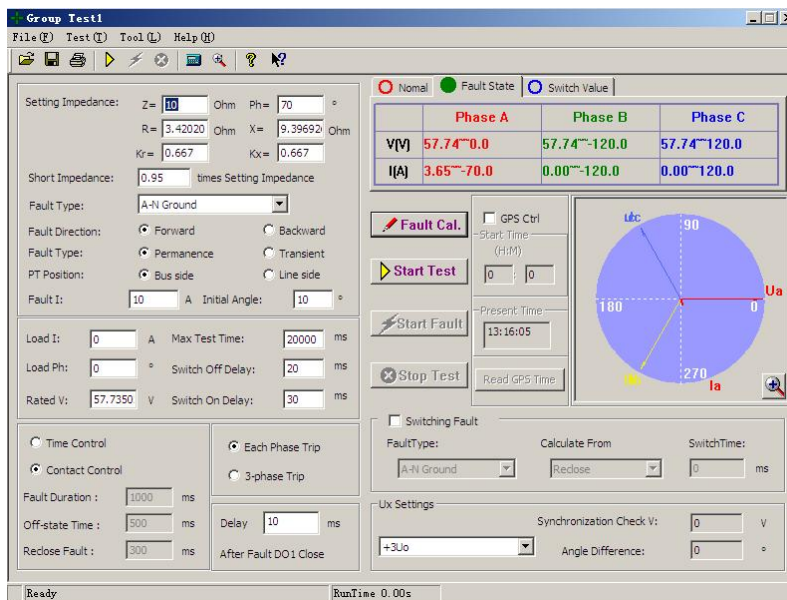 Group Test1
File(F) Test(T) Tool(L) Help(H)
Setting Impedance: Z= 10 Ohm Ph= 70 °
R= 3.42020 Ohm X= 9.39692 Ohm
Kr= 0.667 Kx= 0.667
Short Impedance: 0.95 times Setting Impedance
Fault Type: A-N Ground
Fault Direction: Forward Backward
Fault Type: Permanence Transient
PT Position: Bus side Line side
Fault I: 10 A Initial Angle: 10 °
Load I: 0 A Max Test Time: 20000 ms
Load Ph: 0 ° Switch Off Delay: 20 ms
Rated V: 57.7350 V Switch On Delay: 30 ms
Time Control
Contact Control
Fault Duration : 1000 ms
Off-state Time : 500 ms
Reclose Fault : 300 ms
Each Phase Trip
3-phase Trip
Delay 10 ms
After Fault DO1 Close
Nomal Fault State Switch Value
Phase A Phase B Phase C
V(V) 57.74~~0.0 57.74~~-120.0 57.74~~120.0
I(A) 3.65~~-70.0 0.00~~-120.0 0.00~~120.0
Fault Cal.
Start Test
Start Fault
Stop Test
GPS Ctrl
Start Time
(H:M)
0 : 0
Present Time
13:16:05
Read GPS Time
90
Ua
180
0
270
Ia
Switching Fault
FaultType: Calculate From SwitchTime:
A-N Ground Reclose 0 ms
Ux Settings
Synchronization Check V: 0 V
+3Uo
Angle Difference: 0 °
Ready RunTime 0.00s